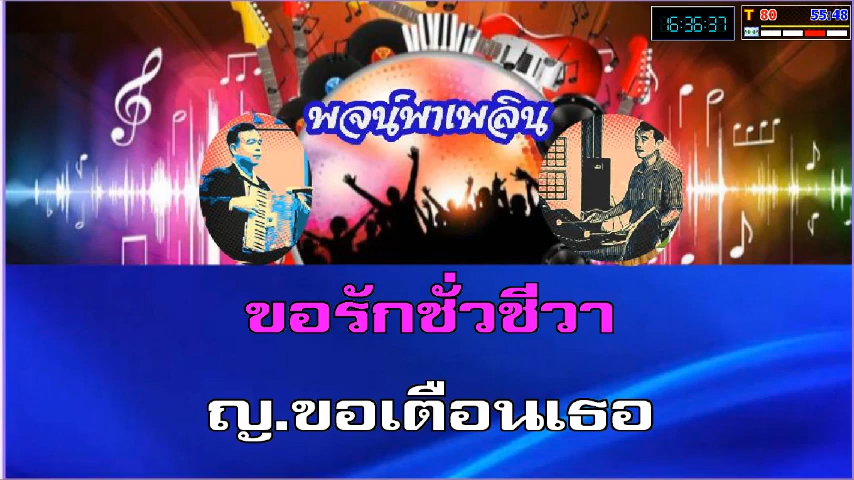 16:36:37
T 80 55:48
พจน์พาเพลิน
ขอรักชั่วชีวา
ญ.ขอเตือนเธอ